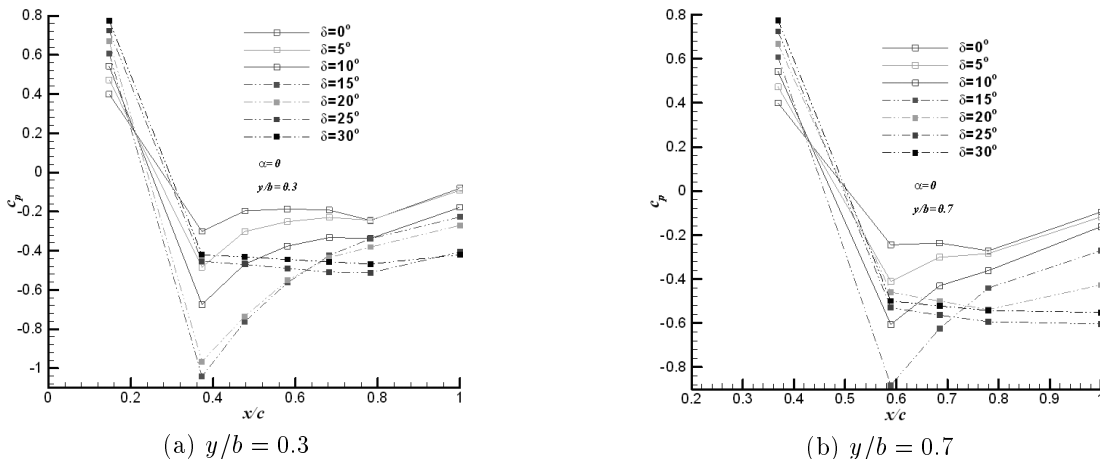 0.8
0.6
0.4
0.2
0
-0.2
-0.4
-0.6
-0.8
-1
c_p
δ=0°
δ=5°
δ=10°
δ=15°
δ=20°
δ=25°
δ=30°
α=0
y/b=0.3
0 0.2 0.4 0.6 0.8 1
x/c
(a) y/b = 0.3
0.8
0.6
0.4
0.2
0
-0.2
-0.4
-0.6
-0.8
c_p
δ=0°
δ=5°
δ=10°
δ=15°
δ=20°
δ=25°
δ=30°
α=0
y/b=0.7
0.2 0.3 0.4 0.5 0.6 0.7 0.8 0.9 1
x/c
(b) y/b = 0.7